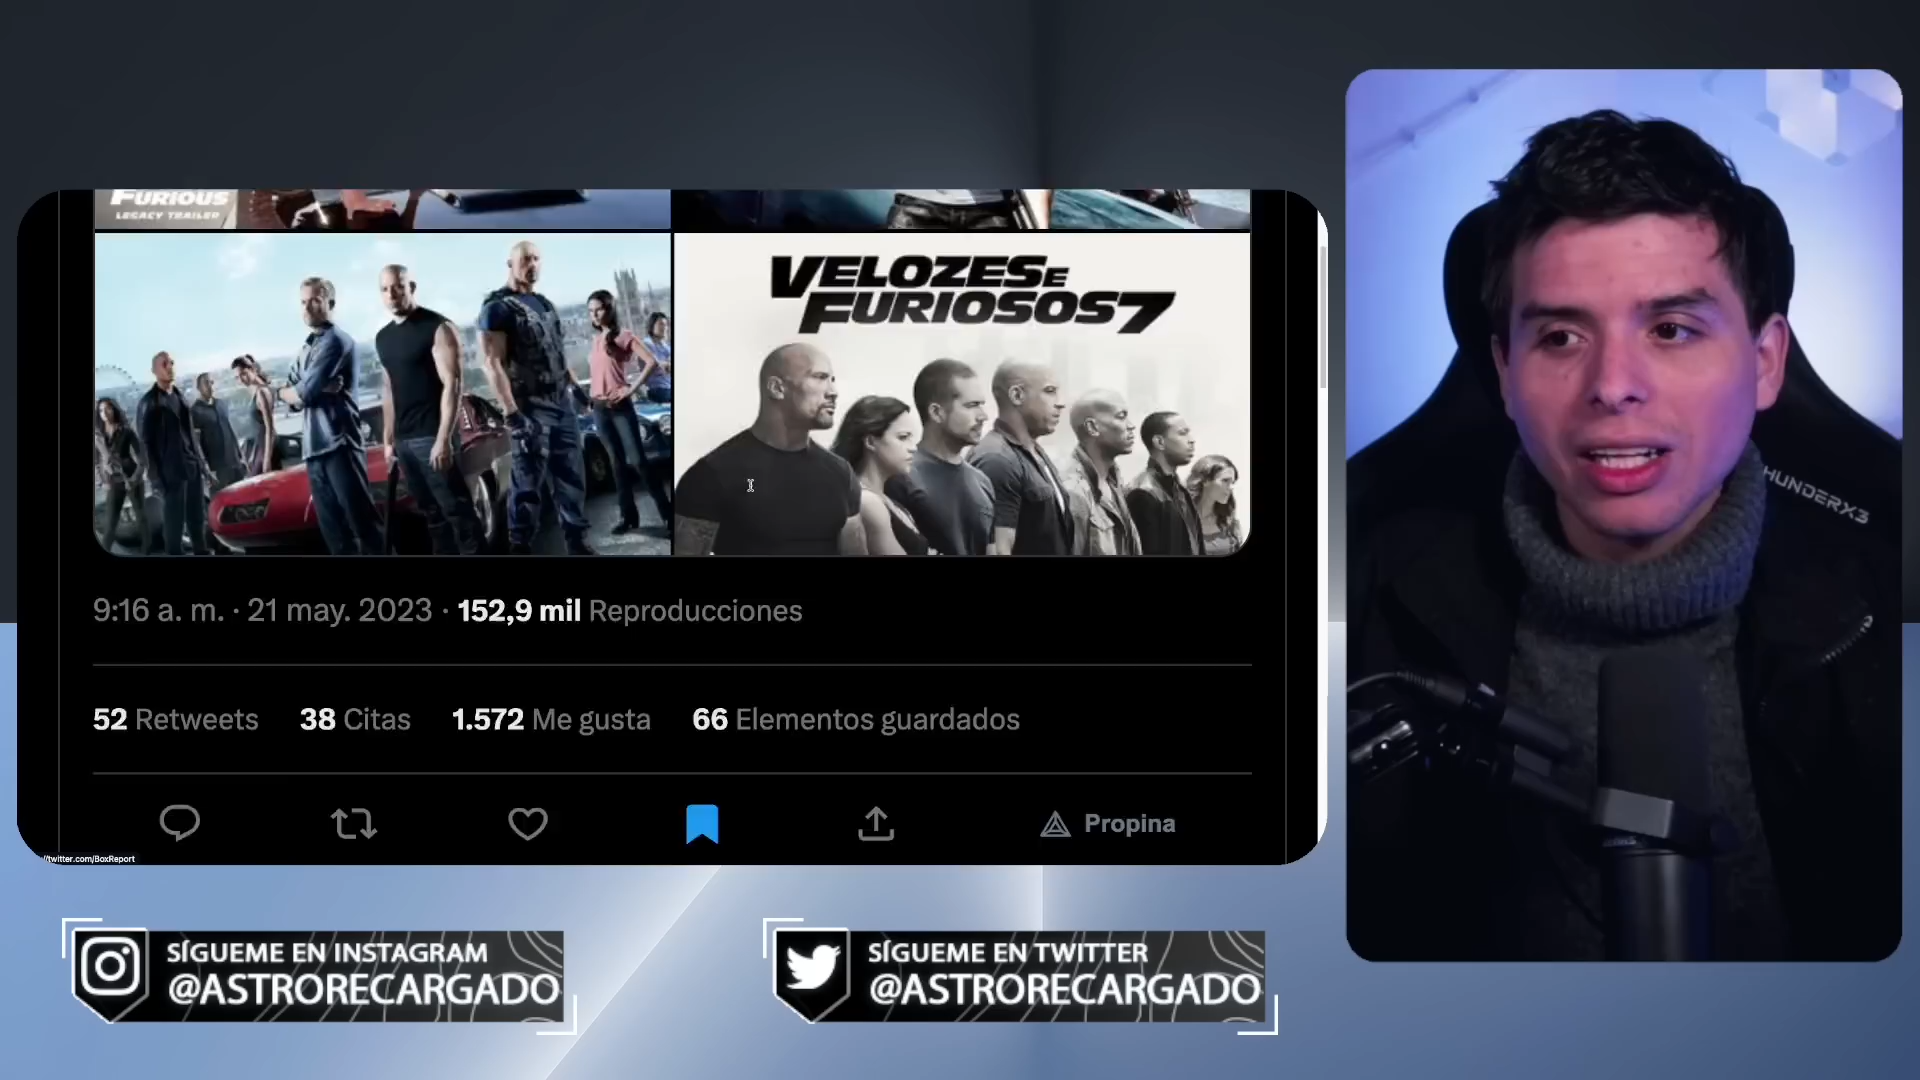 FURIOUS
LEGACY TRAILER
VELOZES E
FURIOSOS 7
9:16 a. m. · 21 may. 2023 · 152,9 mil Reproducciones
52 Retweets 38 Citas 1.572 Me gusta 66 Elementos guardados
Propina
/twitter.com/BoxReport
HUNDERX3
SÍGUEME EN INSTAGRAM
@ASTRORECARGADO
SÍGUEME EN TWITTER
@ASTRORECARGADO